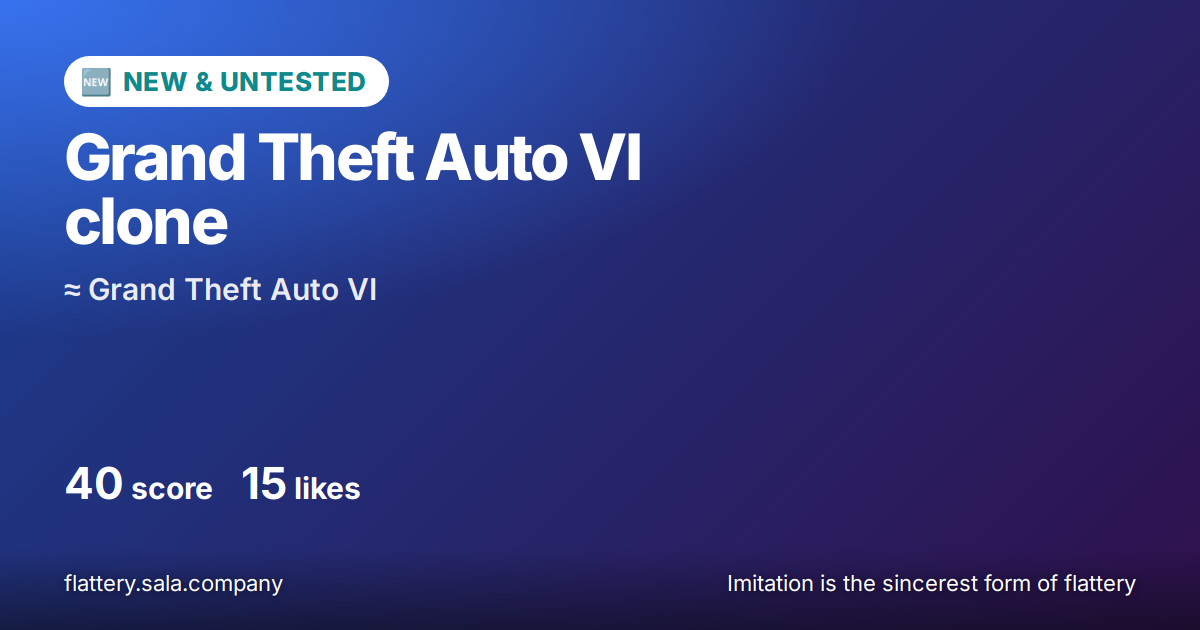 🆕 NEW & UNTESTED
Grand Theft Auto VI
clone
≈ Grand Theft Auto VI
40 score 15 likes
flattery.sala.company
Imitation is the sincerest form of flattery